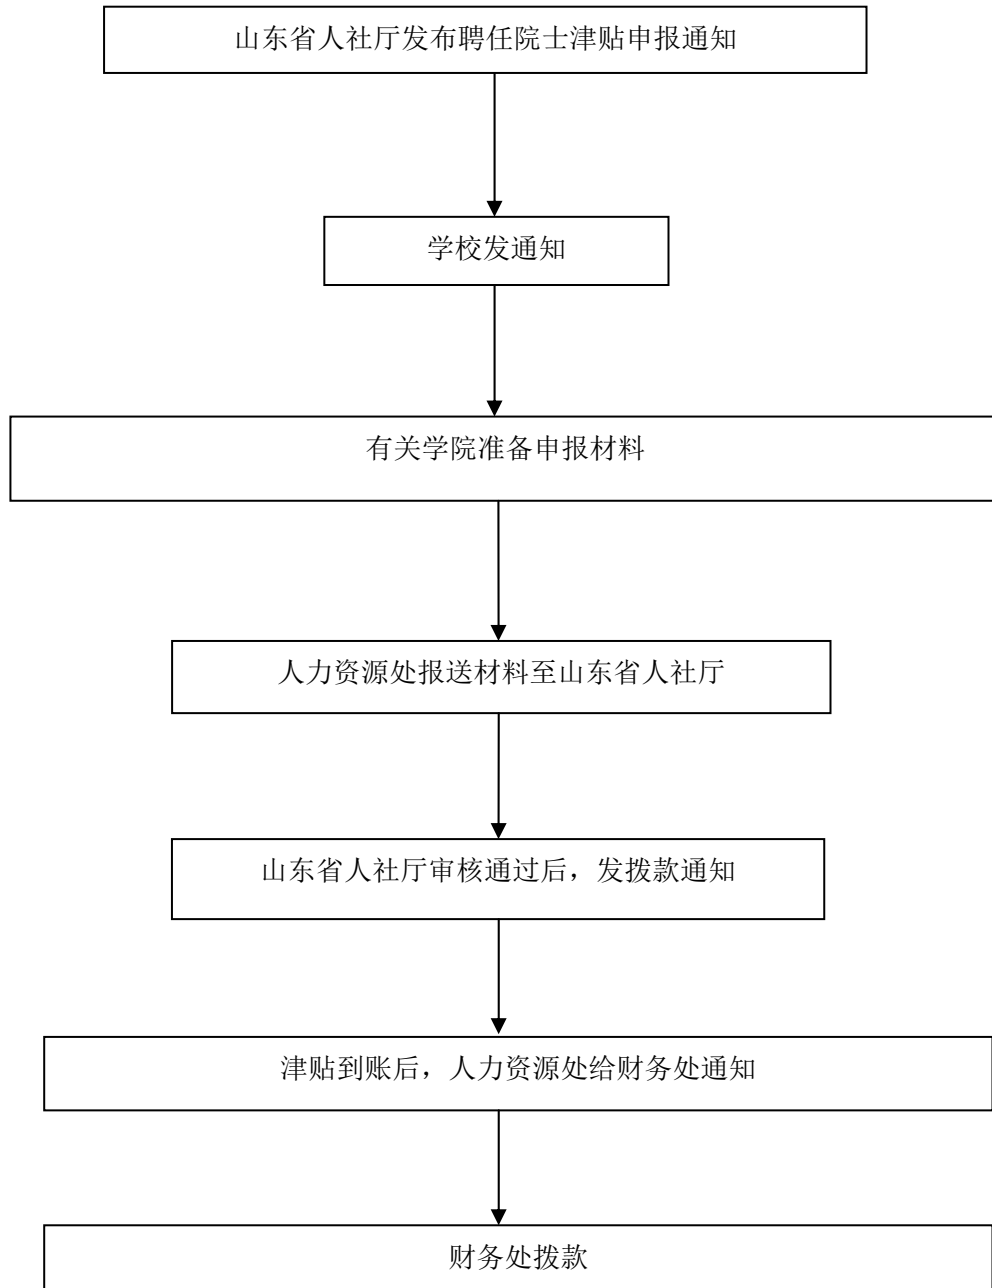 山东省人社厅发布聘任院士津贴申报通知
学校发通知
有关学院准备申报材料
人力资源处报送材料至山东省人社厅
山东省人社厅审核通过后，发拨款通知
津贴到账后，人力资源处给财务处通知
财务处拨款